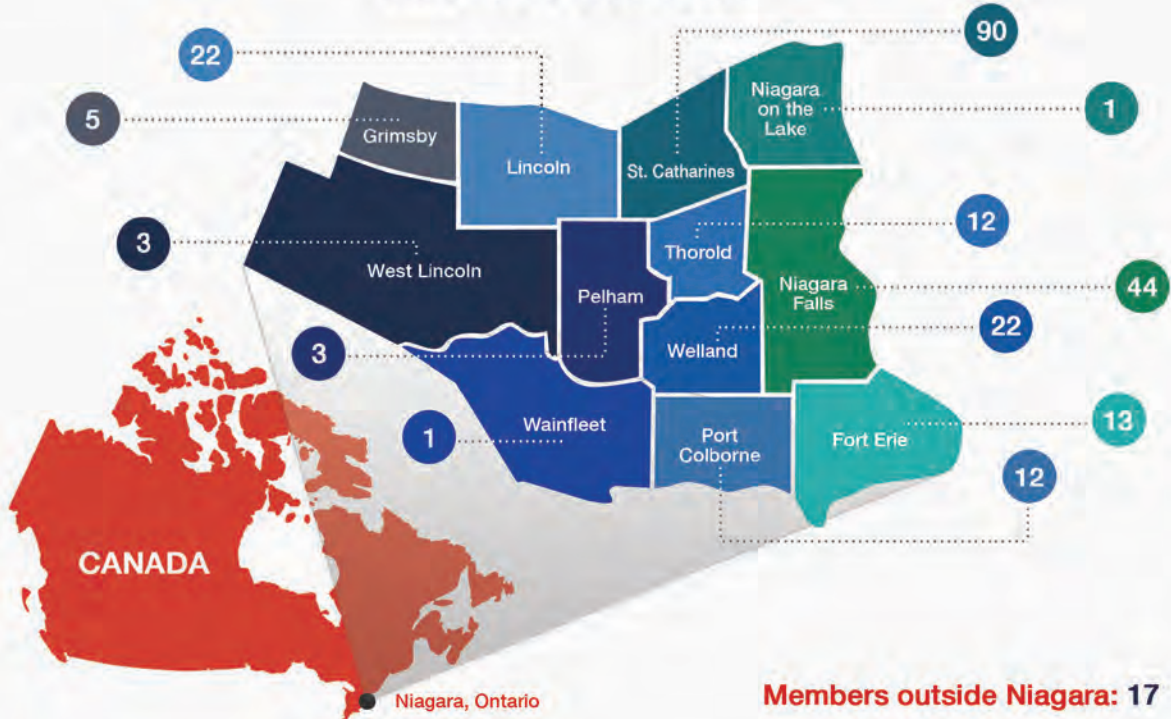 90
22
Niagara
on the
Lake
1
5
Grimsby
Lincoln
St. Catharines
12
3
West Lincoln
Thorold
Pelham
Niagara
Falls
44
3
Welland
22
1
Wainfleet
Port
Colborne
Fort Erie
13
12
CANADA
Niagara, Ontario
Members outside Niagara: 17